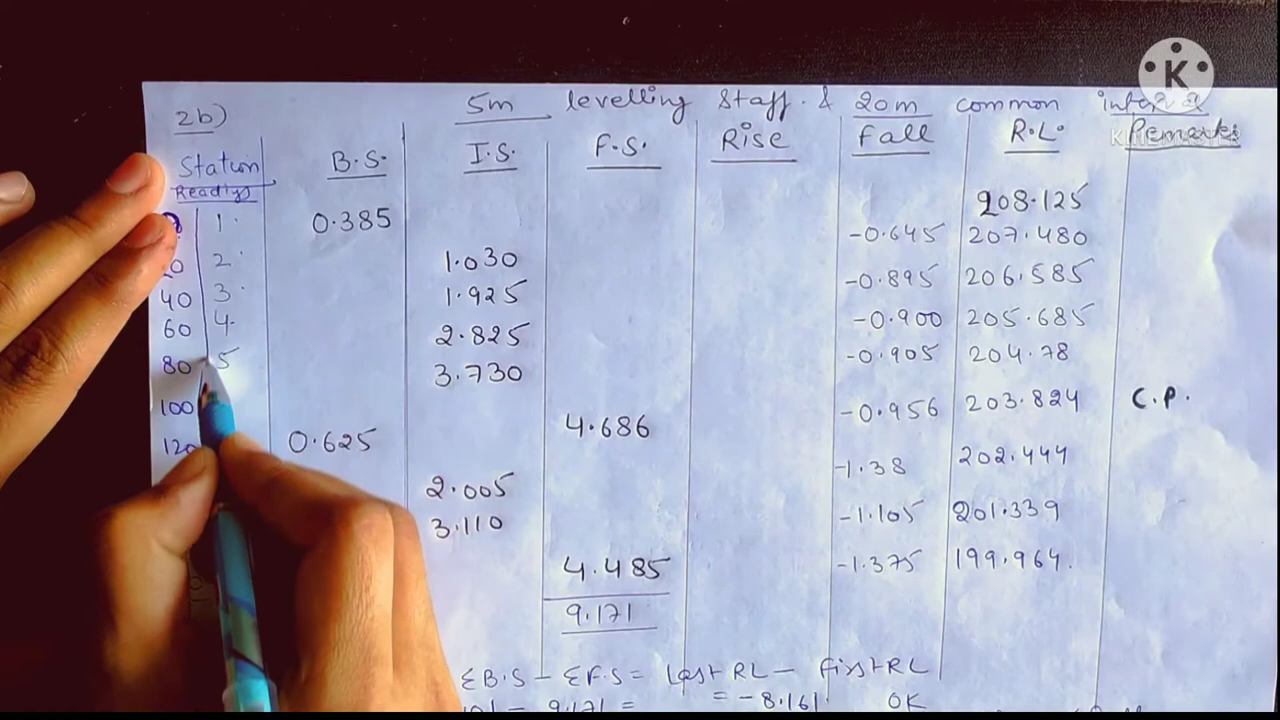 K
5m levelling Staff. & 20m common
2b)
Station B.S. I.S. F.S. Rise Fall R.L. Remarks
Readings
208.125
1. 0.385 -0.645 207.480
2. 1.030 -0.895 206.585
40 3. 1.925
60 4. 2.825 -0.900 205.685
80 5 3.730 -0.905 204.78
100 4.686 -0.956 203.824 C.P.
120 0.625 -1.38 202.444
2.005
3.110 -1.105 201.339
4.485 -1.375 199.964.
9.171
ΣB.S - ΣF.S = Last RL - First RL
9.171 = = -8.161. OK